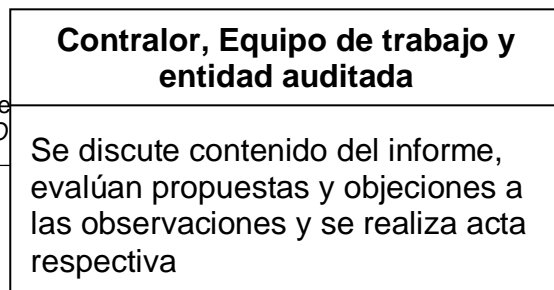 Contralor, Equipo de trabajo y
entidad auditada
e
O
Se discute contenido del informe,
evalúan propuestas y objeciones a
las observaciones y se realiza acta
respectiva